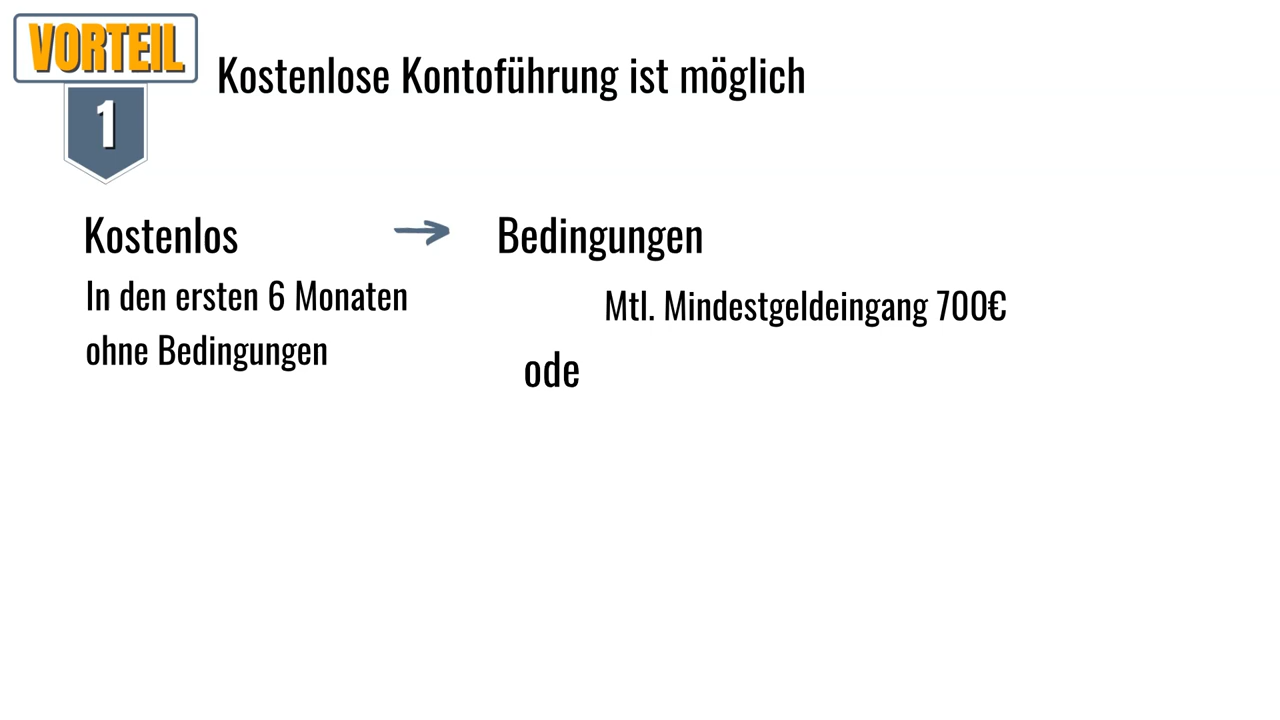 VORTEIL
1
Kostenlose Kontoführung ist möglich
Kostenlos
In den ersten 6 Monaten
ohne Bedingungen
Bedingungen
Mtl. Mindestgeldeingang 700€
ode